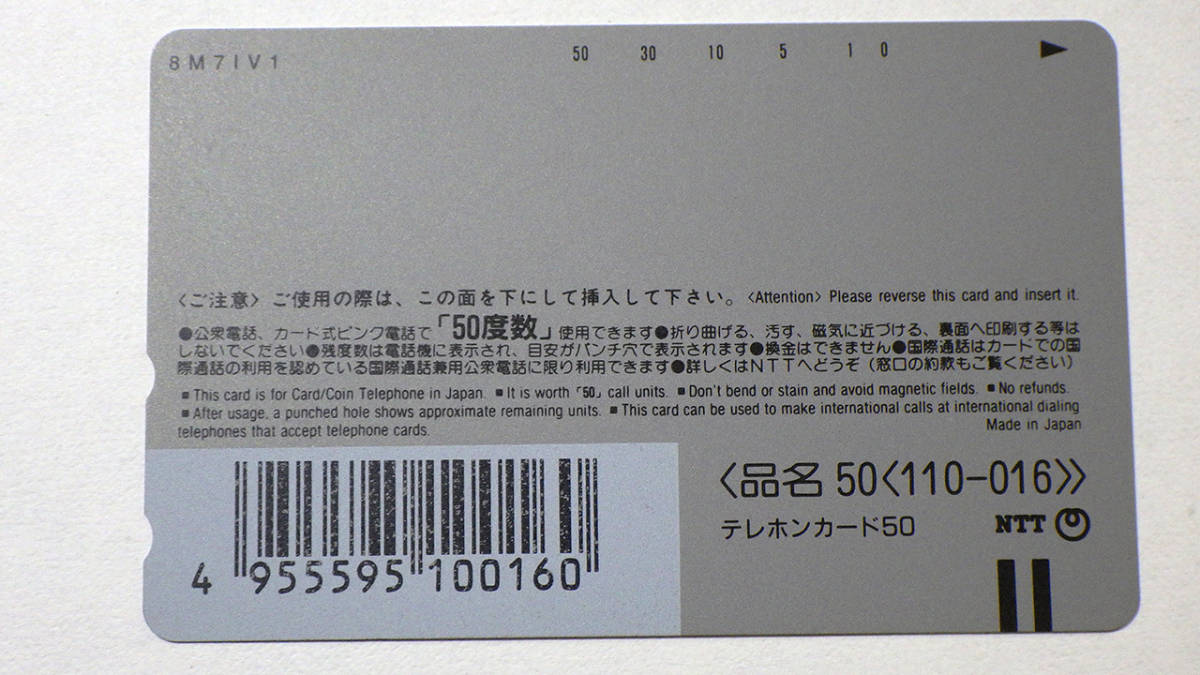 8M7IV1 50 30 10 5 1 0
〈ご注意〉ご使用の際は、この面を下にして挿入して下さい。〈Attention〉Please reverse this card and insert it.
●公衆電話、カード式ピンク電話で「50度数」使用できます●折り曲げる、汚す、磁気に近づける、裏面へ印刷する等は
しないでください●残度数は電話機に表示され、目安がパンチ穴で表示されます●換金はできません●国際通話はカードでの国
際通話の利用を認めている国際通話兼用公衆電話に限り利用できます●詳しくはNTTへどうぞ（窓口の約款もご覧ください）
■This card is for Card/Coin Telephone in Japan. ■It is worth「50」call units. ■Don't bend or stain and avoid magnetic fields. ■No refunds.
■After usage, a punched hole shows approximate remaining units. ■This card can be used to make international calls at international dialing
telephones that accept telephone cards.
Made in Japan
〈品名 50〈110-016〉〉
テレホンカード50 NTT
4 955595 100160